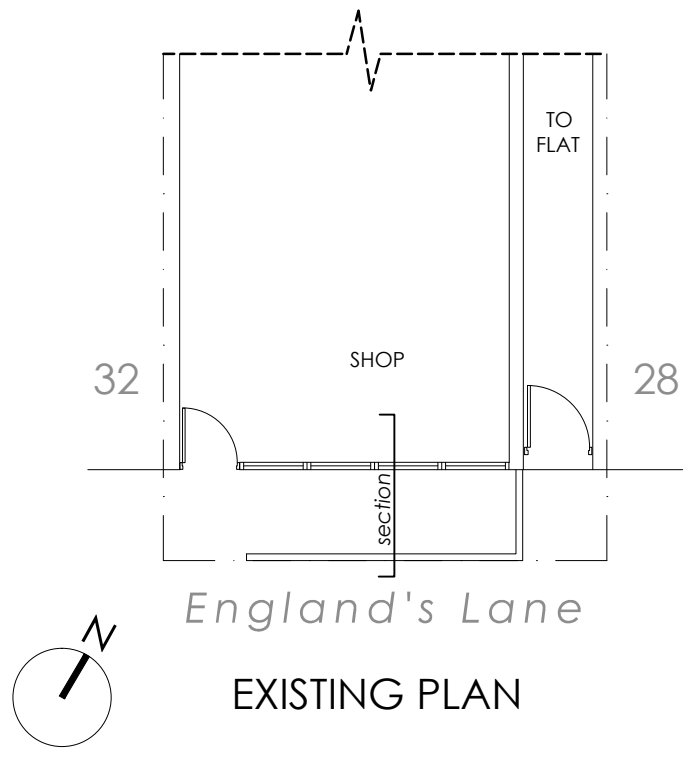 TO
FLAT
SHOP
32
28
section
England's Lane
N
EXISTING PLAN